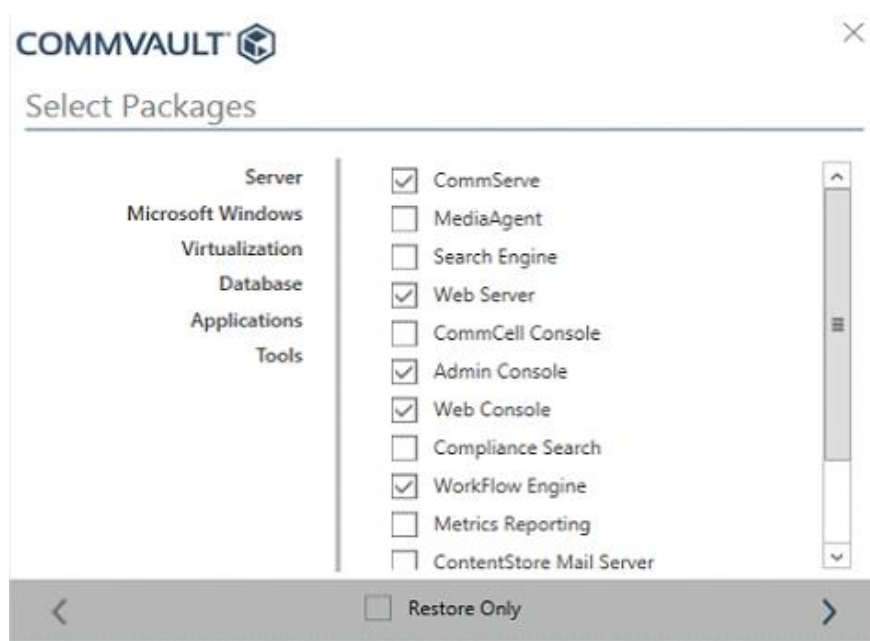 COMMVAULT
Select Packages
Server
Microsoft Windows
Virtualization
Database
Applications
Tools
CommServe
MediaAgent
Search Engine
Web Server
CommCell Console
Admin Console
Web Console
Compliance Search
WorkFlow Engine
Metrics Reporting
ContentStore Mail Server
Restore Only